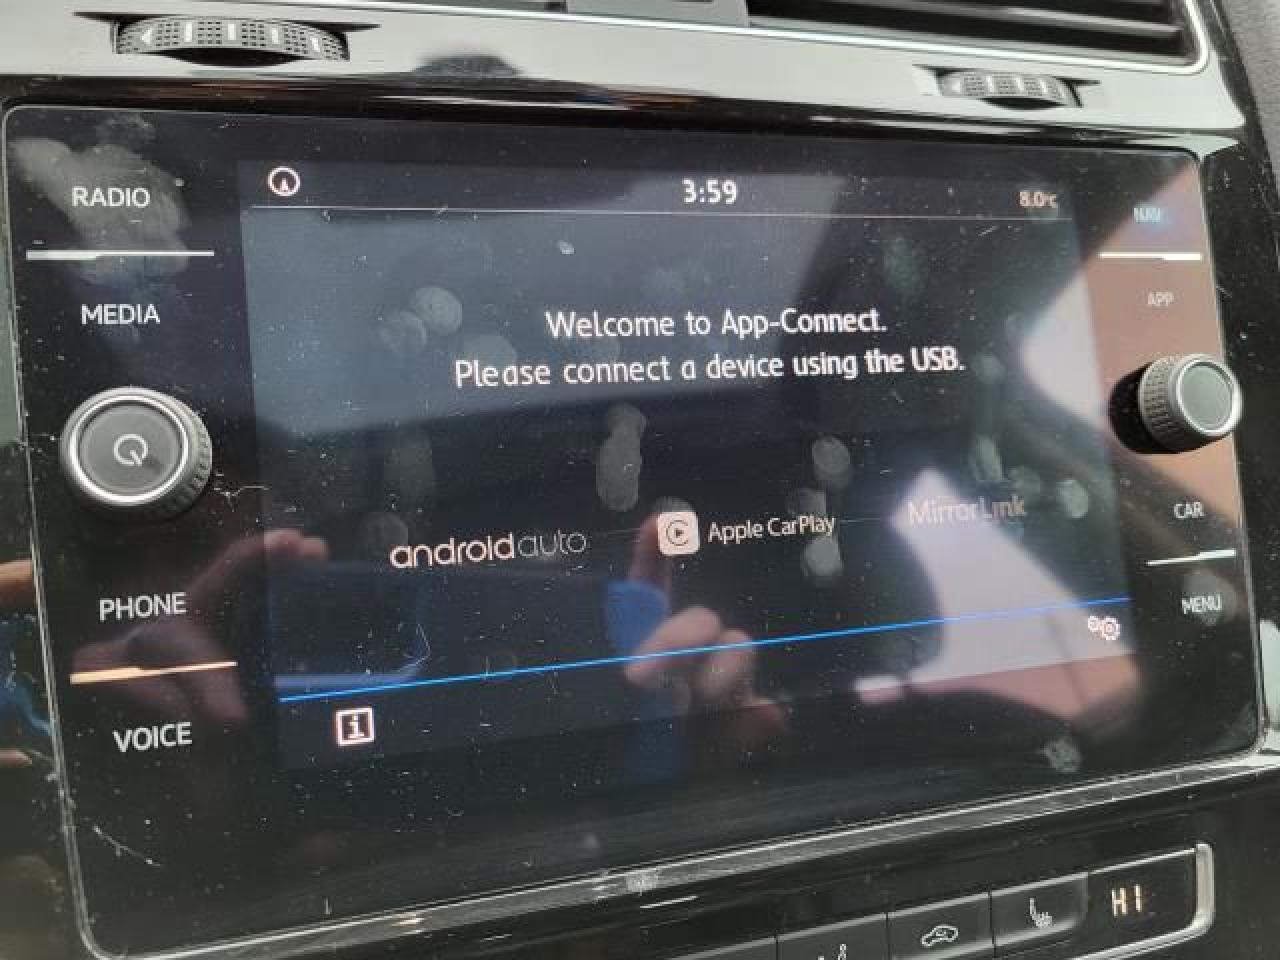 RADIO
MEDIA
PHONE
VOICE
3:59
8.0°C
Welcome to App-Connect.
Please connect a device using the USB.
androidauto
Apple CarPlay
MirrorLink
i
NAV
APP
CAR
MENU
HI